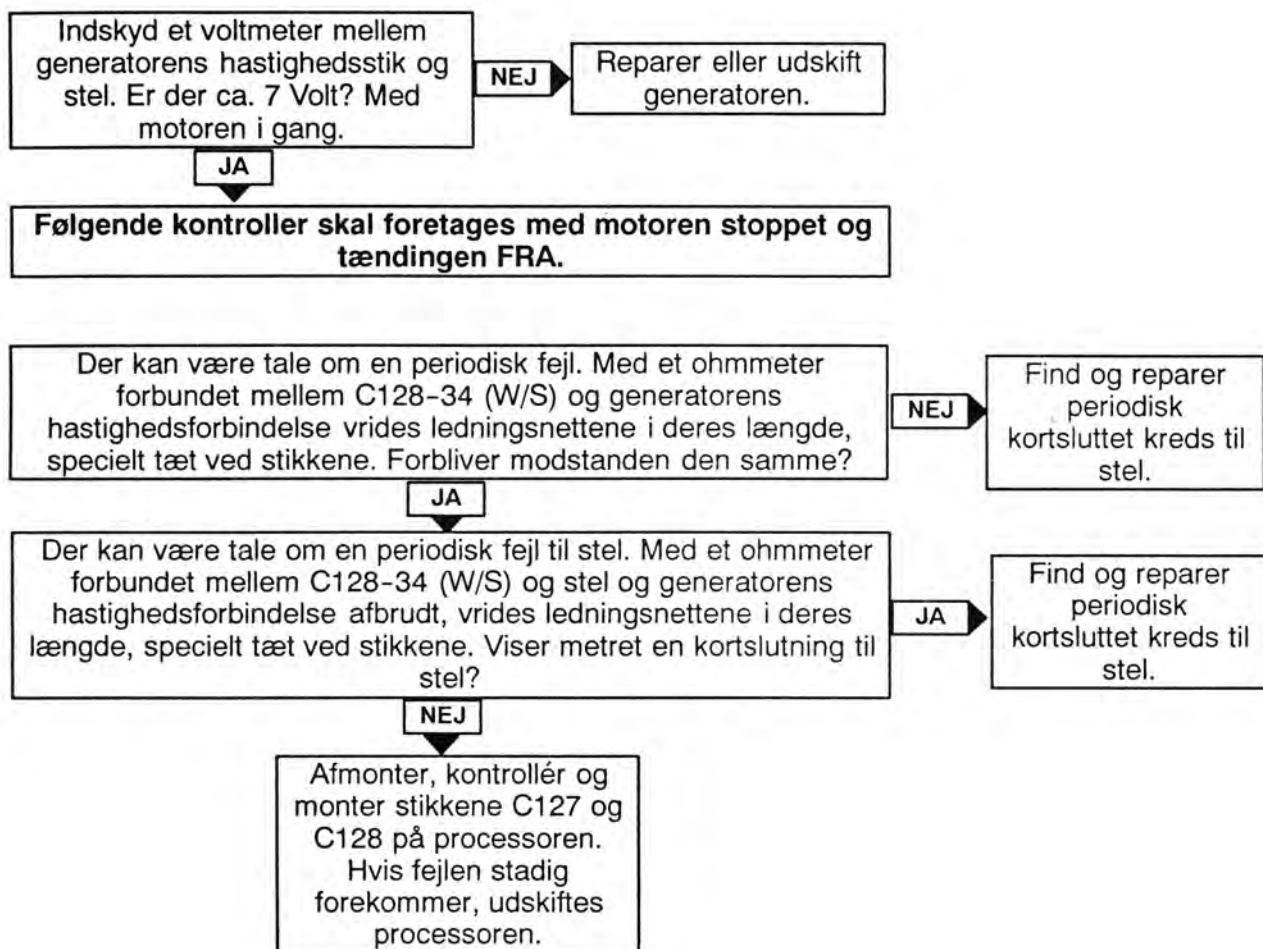 Indskyd et voltmeter mellem
generatorens hastighedsstik og
stel. Er der ca. 7 Volt? Med
motoren i gang.
NEJ
Reparer eller udskift
generatoren.
JA
Følgende kontroller skal foretages med motoren stoppet og
tændingen FRA.
Der kan være tale om en periodisk fejl. Med et ohmmeter
forbundet mellem C128-34 (W/S) og generatorens
hastighedsforbindelse vrides ledningsnettene i deres længde,
specielt tæt ved stikkene. Forbliver modstanden den samme?
NEJ
Find og reparer
periodisk
kortsluttet kreds til
stel.
JA
Der kan være tale om en periodisk fejl til stel. Med et ohmmeter
forbundet mellem C128-34 (W/S) og stel og generatorens
hastighedsforbindelse afbrudt, vrides ledningsnettene i deres
længde, specielt tæt ved stikkene. Viser metret en kortslutning til
stel?
JA
Find og reparer
periodisk
kortsluttet kreds til
stel.
NEJ
Afmonter, kontrollér og
monter stikkene C127 og
C128 på processoren.
Hvis fejlen stadig
forekommer, udskiftes
processoren.